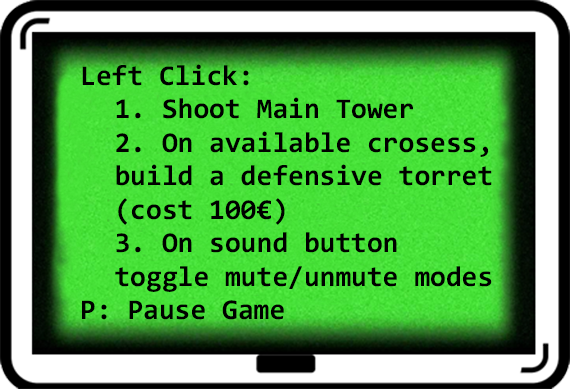 Left Click:
1. Shoot Main Tower
2. On available crosess,
build a defensive torret
(cost 100€)
3. On sound button
toggle mute/unmute modes
P: Pause Game